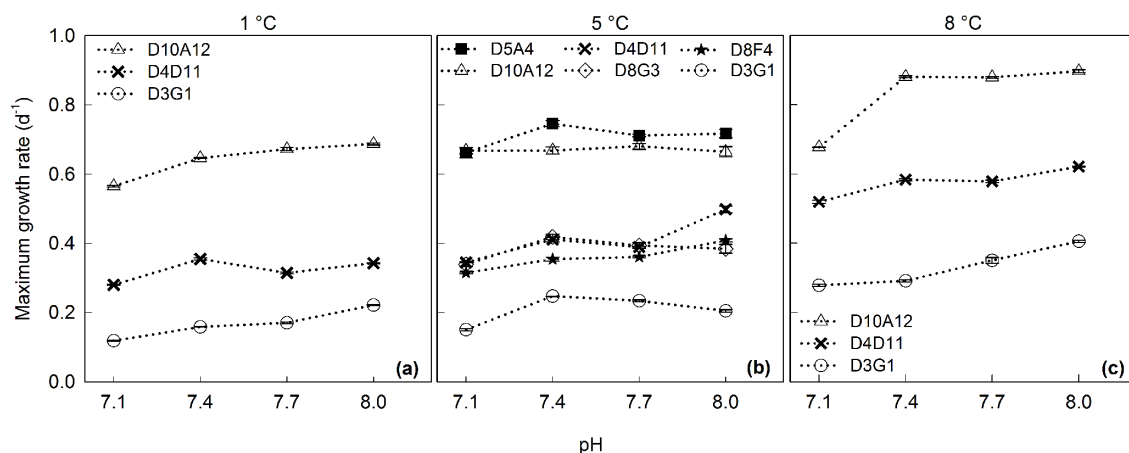 1 °C
5 °C
8 °C
Maximum growth rate (d⁻¹)
1.0
0.8
0.6
0.4
0.2
0.0
D10A12
D4D11
D3G1
(a)
7.1 7.4 7.7 8.0
D5A4 D4D11 D8F4
D10A12 D8G3 D3G1
(b)
7.1 7.4 7.7 8.0
D10A12
D4D11
D3G1
(c)
7.1 7.4 7.7 8.0
pH